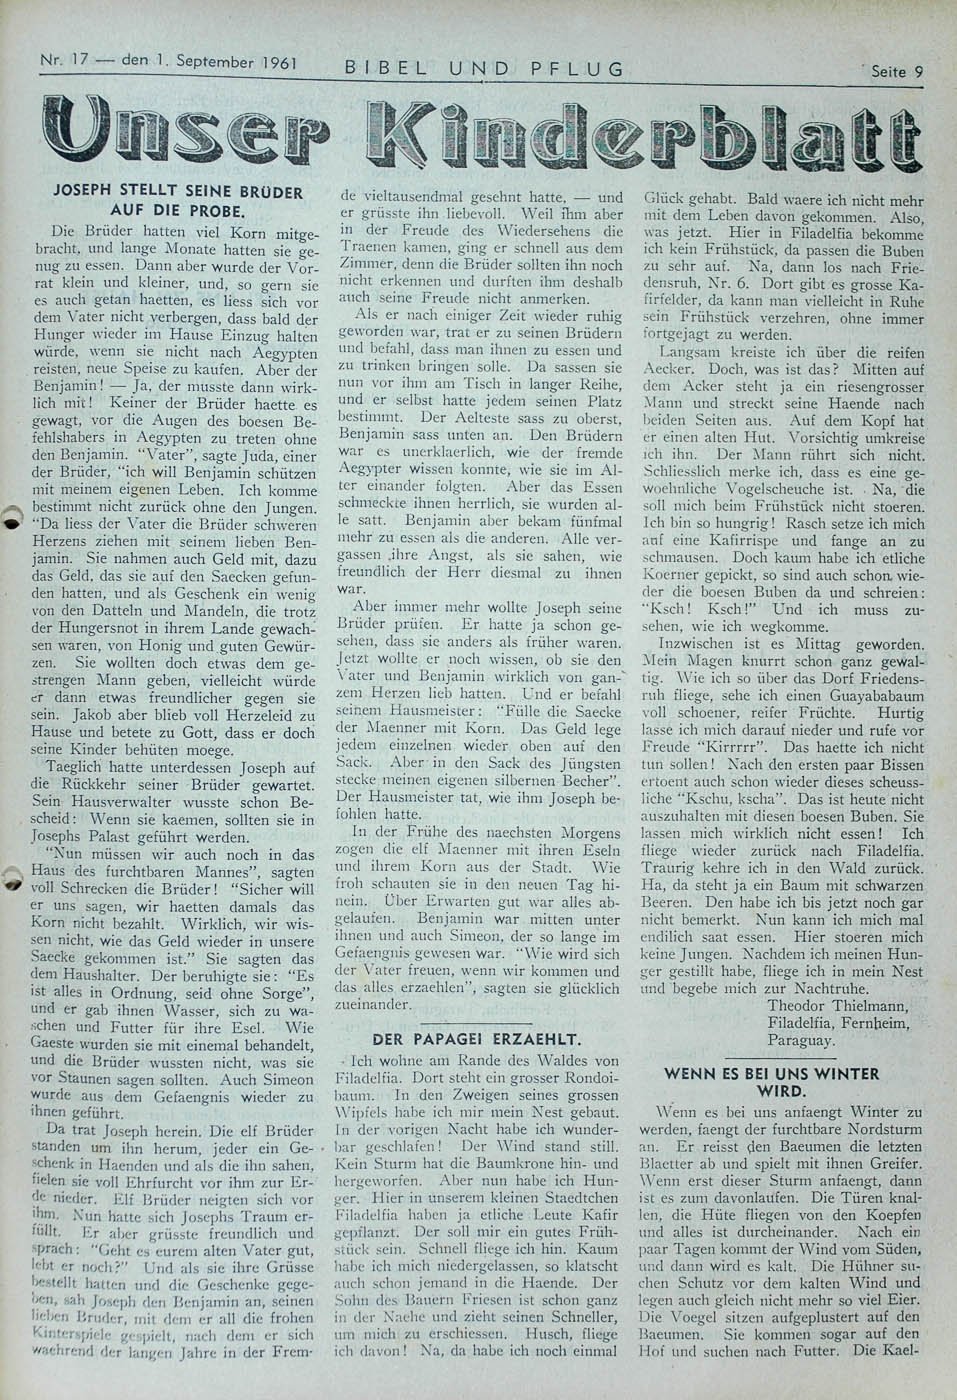 Nr. 17 — den 1. September 1961
BIBEL UND PFLUG
Seite 9
Unser Kinderblatt
JOSEPH STELLT SEINE BRÜDER
AUF DIE PROBE.
Die Brüder hatten viel Korn mitge-
bracht, und lange Monate hatten sie ge-
nug zu essen. Dann aber wurde der Vor-
rat klein und kleiner, und, so gern sie
es auch getan haetten, es liess sich vor
dem Vater nicht verbergen, dass bald der
Hunger wieder im Hause Einzug halten
würde, wenn sie nicht nach Aegypten
reisten, neue Speise zu kaufen. Aber der
Benjamin! — Ja, der musste dann wirk-
lich mit! Keiner der Brüder haette es
gewagt, vor die Augen des boesen Be-
fehlshabers in Aegypten zu treten ohne
den Benjamin. "Vater", sagte Juda, einer
der Brüder, "ich will Benjamin schützen
mit meinem eigenen Leben. Ich komme
bestimmt nicht zurück ohne den Jungen.
"Da liess der Vater die Brüder schweren
Herzens ziehen mit seinem lieben Ben-
jamin. Sie nahmen auch Geld mit, dazu
das Geld, das sie auf den Saecken gefun-
den hatten, und als Geschenk ein wenig
von den Datteln und Mandeln, die trotz
der Hungersnot in ihrem Lande gewach-
sen waren, von Honig und guten Gewür-
zen. Sie wollten doch etwas dem ge-
strengen Mann geben, vielleicht würde
er dann etwas freundlicher gegen sie
sein. Jakob aber blieb voll Herzeleid zu
Hause und betete zu Gott, dass er doch
seine Kinder behüten moege.
Taeglich hatte unterdessen Joseph auf
die Rückkehr seiner Brüder gewartet.
Sein Hausverwalter wusste schon Be-
scheid: Wenn sie kaemen, sollten sie in
Josephs Palast geführt werden.
"Nun müssen wir auch noch in das
Haus des furchtbaren Mannes", sagten
voll Schrecken die Brüder! "Sicher will
er uns sagen, wir haetten damals das
Korn nicht bezahlt. Wirklich, wir wis-
sen nicht, wie das Geld wieder in unsere
Saecke gekommen ist." Sie sagten das
dem Haushalter. Der beruhigte sie: "Es
ist alles in Ordnung, seid ohne Sorge",
und er gab ihnen Wasser, sich zu wa-
schen und Futter für ihre Esel. Wie
Gaeste wurden sie mit einemal behandelt,
und die Brüder wussten nicht, was sie
vor Staunen sagen sollten. Auch Simeon
wurde aus dem Gefaengnis wieder zu
ihnen geführt.
Da trat Joseph herein. Die elf Brüder
standen um ihn herum, jeder ein Ge-
schenk in Haenden und als die ihn sahen,
fielen sie voll Ehrfurcht vor ihm zur Er-
de nieder. Elf Brüder neigten sich vor
ihm. Nun hatte sich Josephs Traum er-
füllt. Er aber grüsste freundlich und
sprach: "Geht es eurem alten Vater gut,
lebt er noch?" Und als sie ihre Grüsse
bestellt hatten und die Geschenke gege-
ben, sah Joseph den Benjamin an, seinen
lieben Bruder, mit dem er all die frohen
Kinterspiele gespielt, nach dem er sich
waehrend der langen Jahre in der Frem-
de vieltausendmal gesehnt hatte, — und
er grüsste ihn liebevoll. Weil ihm aber
in der Freude des Wiedersehens die
Traenen kamen, ging er schnell aus dem
Zimmer, denn die Brüder sollten ihn noch
nicht erkennen und durften ihm deshalb
auch seine Freude nicht anmerken.
Als er nach einiger Zeit wieder ruhig
geworden war, trat er zu seinen Brüdern
und befahl, dass man ihnen zu essen und
zu trinken bringen solle. Da sassen sie
nun vor ihm am Tisch in langer Reihe,
und er selbst hatte jedem seinen Platz
bestimmt. Der Aelteste sass zu oberst,
Benjamin sass unten an. Den Brüdern
war es unerklaerlich, wie der fremde
Aegypter wissen konnte, wie sie im Al-
ter einander folgten. Aber das Essen
schmeckte ihnen herrlich, sie wurden al-
le satt. Benjamin aber bekam fünfmal
mehr zu essen als die anderen. Alle ver-
gassen ihre Angst, als sie sahen, wie
freundlich der Herr diesmal zu ihnen
war.
Aber immer mehr wollte Joseph seine
Brüder prüfen. Er hatte ja schon ge-
sehen, dass sie anders als früher waren.
Jetzt wollte er noch wissen, ob sie den
Vater und Benjamin wirklich von gan-
zem Herzen lieb hatten. Und er befahl
seinem Hausmeister: "Fülle die Saecke
der Maenner mit Korn. Das Geld lege
jedem einzelnen wieder oben auf den
Sack. Aber in den Sack des Jüngsten
stecke meinen eigenen silbernen Becher".
Der Hausmeister tat, wie ihm Joseph be-
fohlen hatte.
In der Frühe des naechsten Morgens
zogen die elf Maenner mit ihren Eseln
und ihrem Korn aus der Stadt. Wie
froh schauten sie in den neuen Tag hi-
nein. Über Erwarten gut war alles ab-
gelaufen. Benjamin war mitten unter
ihnen und auch Simeon, der so lange im
Gefaengnis gewesen war. "Wie wird sich
der Vater freuen, wenn wir kommen und
das alles erzaehlen", sagten sie glücklich
zueinander.
DER PAPAGEI ERZAEHLT.
Ich wohne am Rande des Waldes von
Filadelfia. Dort steht ein grosser Rondoi-
baum. In den Zweigen seines grossen
Wipfels habe ich mir mein Nest gebaut.
In der vorigen Nacht habe ich wunder-
bar geschlafen! Der Wind stand still.
Kein Sturm hat die Baumkrone hin- und
hergeworfen. Aber nun habe ich Hun-
ger. Hier in unserem kleinen Staedtchen
Filadelfia haben ja etliche Leute Kafir
gepflanzt. Der soll mir ein gutes Früh-
stück sein. Schnell fliege ich hin. Kaum
habe ich mich niedergelassen, so klatscht
auch schon jemand in die Haende. Der
Sohn des Bauern Friesen ist schon ganz
in der Naehe und zieht seinen Schneller,
um mich zu erschiessen. Husch, fliege
ich davon! Na, da habe ich noch einmal
Glück gehabt. Bald waere ich nicht mehr
mit dem Leben davon gekommen. Also,
was jetzt. Hier in Filadelfia bekomme
ich kein Frühstück, da passen die Buben
zu sehr auf. Na, dann los nach Frie-
densruh, Nr. 6. Dort gibt es grosse Ka-
firfelder, da kann man vielleicht in Ruhe
sein Frühstück verzehren, ohne immer
fortgejagt zu werden.
Langsam kreiste ich über die reifen
Aecker. Doch, was ist das? Mitten auf
dem Acker steht ja ein riesengrosser
Mann und streckt seine Haende nach
beiden Seiten aus. Auf dem Kopf hat
er einen alten Hut. Vorsichtig umkreise
ich ihn. Der Mann rührt sich nicht.
Schliesslich merke ich, dass es eine ge-
woehnliche Vogelscheuche ist. Na, die
soll mich beim Frühstück nicht stoeren.
Ich bin so hungrig! Rasch setze ich mich
auf eine Kafirrispe und fange an zu
schmausen. Doch kaum habe ich etliche
Koerner gepickt, so sind auch schon wie-
der die boesen Buben da und schreien:
"Ksch! Ksch!" Und ich muss zu-
sehen, wie ich wegkomme.
Inzwischen ist es Mittag geworden.
Mein Magen knurrt schon ganz gewal-
tig. Wie ich so über das Dorf Friedens-
ruh fliege, sehe ich einen Guayababaum
voll schoener, reifer Früchte. Hurtig
lasse ich mich darauf nieder und rufe vor
Freude "Kirrrrr". Das haette ich nicht
tun sollen! Nach den ersten paar Bissen
ertoent auch schon wieder dieses scheuss-
liche "Kschu, kscha". Das ist heute nicht
auszuhalten mit diesen boesen Buben. Sie
lassen mich wirklich nicht essen! Ich
fliege wieder zurück nach Filadelfia.
Traurig kehre ich in den Wald zurück.
Ha, da steht ja ein Baum mit schwarzen
Beeren. Den habe ich bis jetzt noch gar
nicht bemerkt. Nun kann ich mich mal
endilich saat essen. Hier stoeren mich
keine Jungen. Nachdem ich meinen Hun-
ger gestillt habe, fliege ich in mein Nest
und begebe mich zur Nachtruhe.
Theodor Thielmann,
Filadelfia, Fernheim,
Paraguay.
WENN ES BEI UNS WINTER
WIRD.
Wenn es bei uns anfaengt Winter zu
werden, faengt der furchtbare Nordsturm
an. Er reisst den Baeumen die letzten
Blaetter ab und spielt mit ihnen Greifer.
Wenn erst dieser Sturm anfaengt, dann
ist es zum davonlaufen. Die Türen knal-
len, die Hüte fliegen von den Koepfen
und alles ist durcheinander. Nach ein
paar Tagen kommt der Wind vom Süden,
und dann wird es kalt. Die Hühner su-
chen Schutz vor dem kalten Wind und
legen auch gleich nicht mehr so viel Eier.
Die Voegel sitzen aufgeplustert auf den
Baeumen. Sie kommen sogar auf den
Hof und suchen nach Futter. Die Kael-